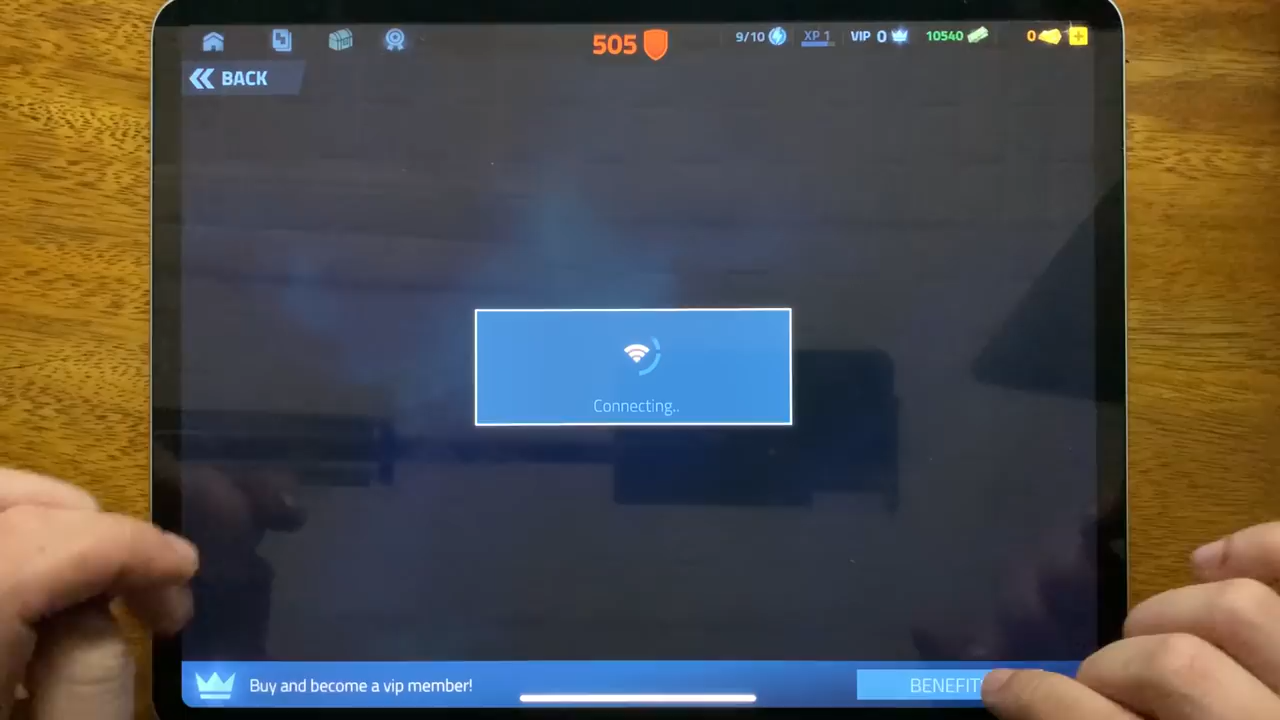 505
9/10
XP 1
VIP 0
10540
0
BACK
Connecting..
Buy and become a vip member!
BENEFIT